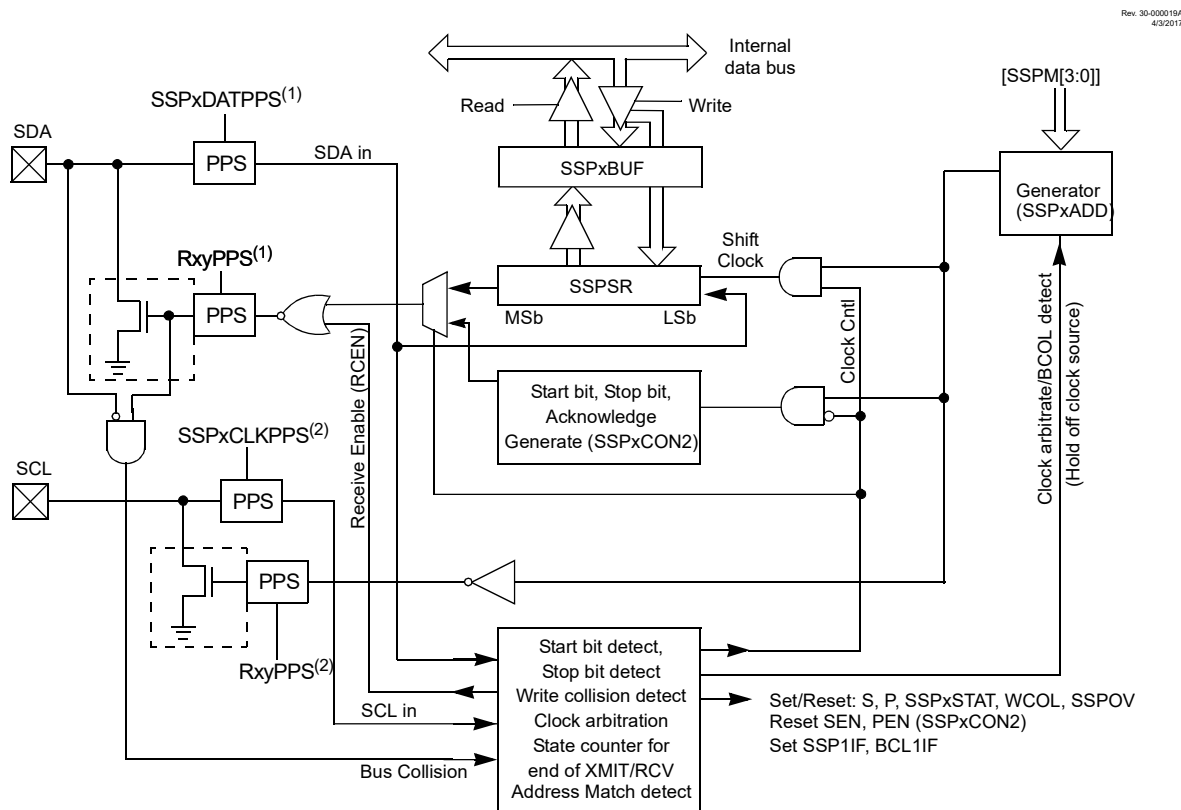 Rev. 30-000019A
4/3/2017
Internal
data bus
[SSPM[3:0]]
Read
Write
SSPxDATPPS(1)
SDA
PPS
SDA in
SSPxBUF
Generator
(SSPxADD)
RxyPPS(1)
Shift
Clock
PPS
SSPSR
MSb
LSb
Receive Enable (RCEN)
Clock Cntl
Clock arbitrate/BCOL detect
(Hold off clock source)
Start bit, Stop bit,
Acknowledge
Generate (SSPxCON2)
SSPxCLKPPS(2)
SCL
PPS
PPS
RxyPPS(2)
SCL in
Bus Collision
Start bit detect,
Stop bit detect
Write collision detect
Clock arbitration
State counter for
end of XMIT/RCV
Address Match detect
Set/Reset: S, P, SSPxSTAT, WCOL, SSPOV
Reset SEN, PEN (SSPxCON2)
Set SSP1IF, BCL1IF